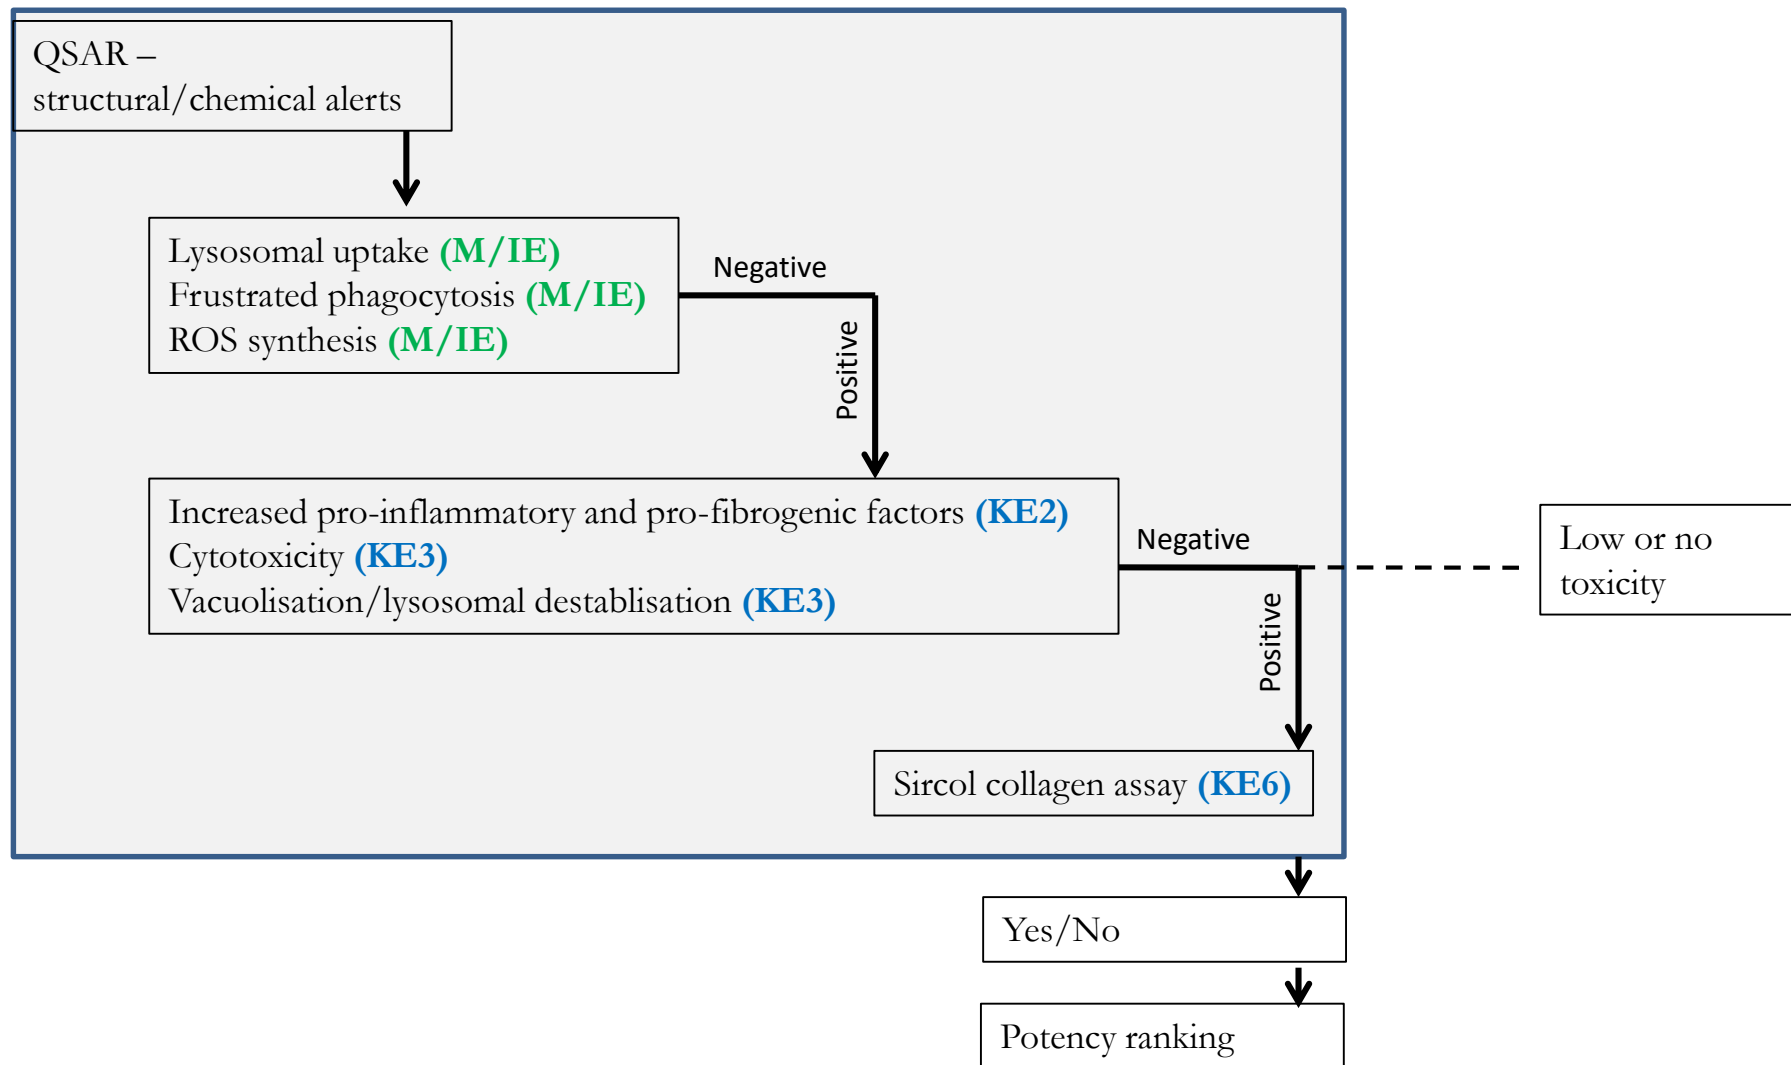 QSAR –
structural/chemical alerts
Lysosomal uptake (M/IE)
Frustrated phagocytosis (M/IE)
ROS synthesis (M/IE)
Negative
Positive
Increased pro-inflammatory and pro-fibrogenic factors (KE2)
Cytotoxicity (KE3)
Vacuolisation/lysosomal destablisation (KE3)
Negative
Low or no
toxicity
Positive
Sircol collagen assay (KE6)
Yes/No
Potency ranking